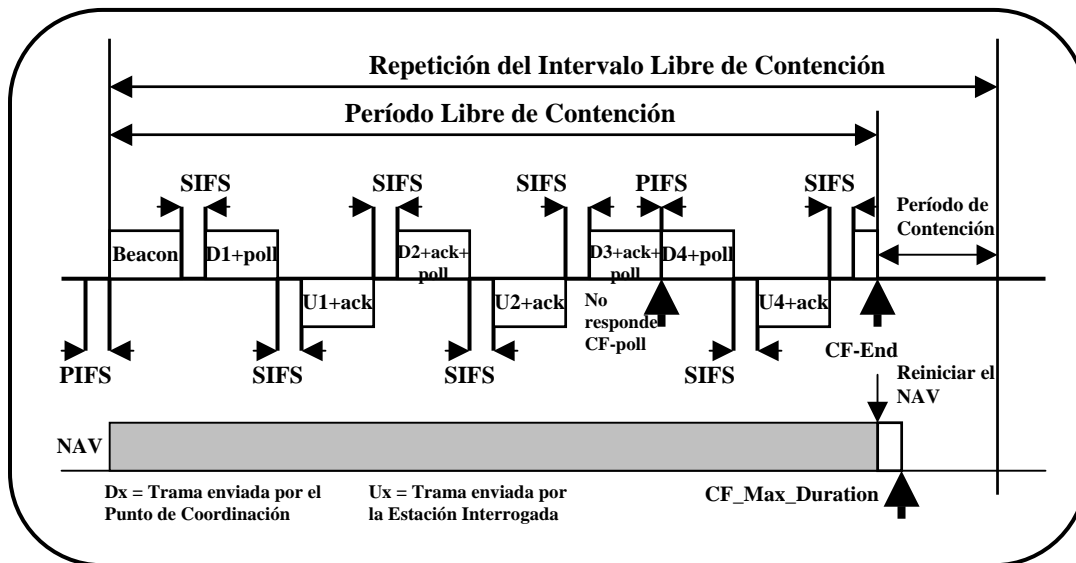 Repetición del Intervalo Libre de Contención
Período Libre de Contención
SIFS
SIFS
SIFS
PIFS
SIFS
Período de
Contención
Beacon
D1+poll
D2+ack+
poll
D3+ack+
poll
D4+poll
U1+ack
U2+ack
No
responde
CF-poll
U4+ack
CF-End
PIFS
SIFS
SIFS
SIFS
Reiniciar el
NAV
NAV
Dx = Trama enviada por el
Punto de Coordinación
Ux = Trama enviada por
la Estación Interrogada
CF_Max_Duration